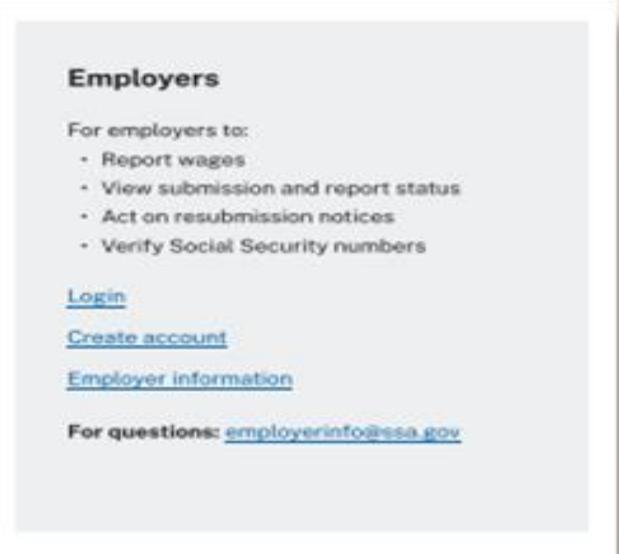 Employers
For employers to:
• Report wages
• View submission and report status
• Act on resubmission notices
• Verify Social Security numbers
Login
Create account
Employer information
For questions: employerinfo@ssa.gov